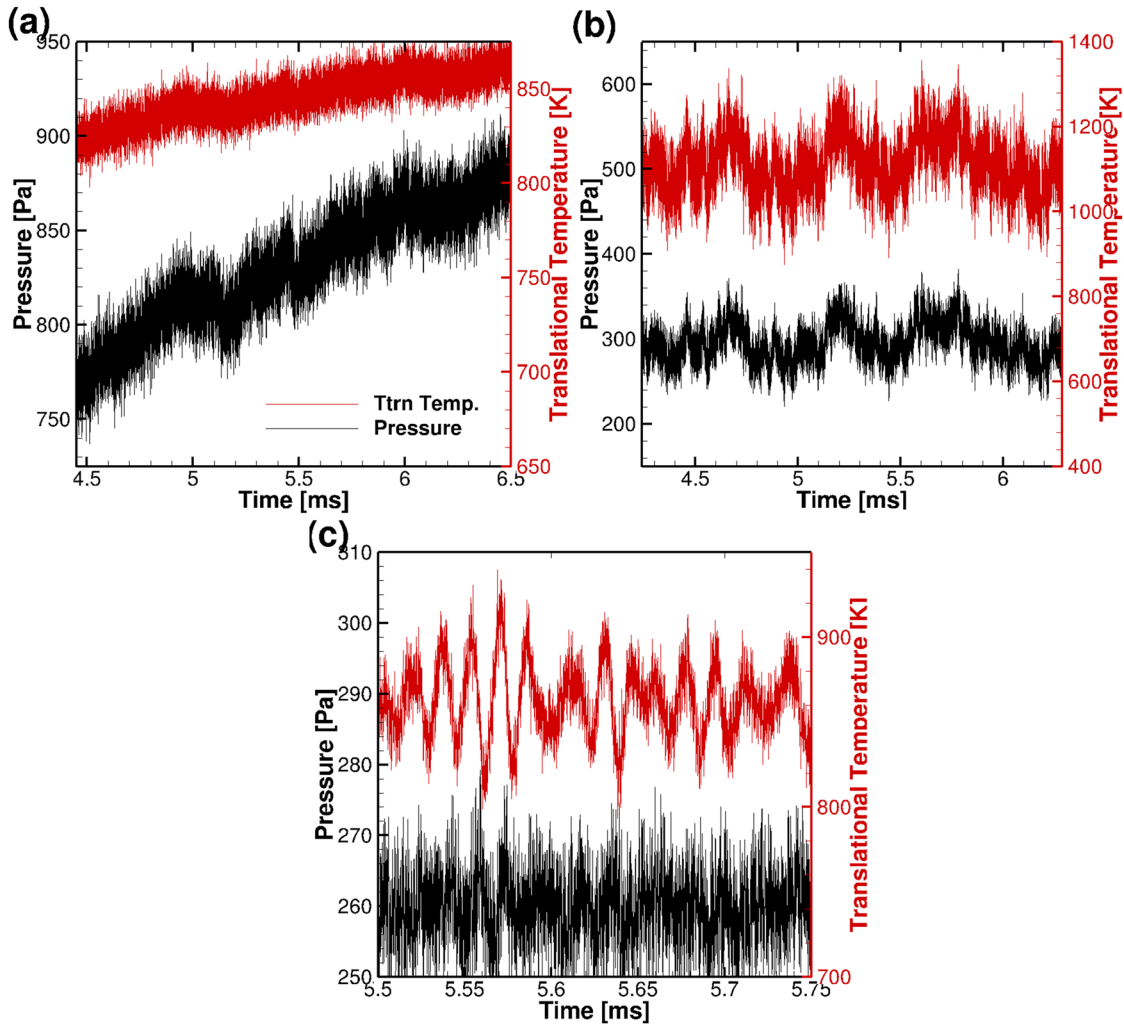 (a)
950
900
850
800
750
Pressure [Pa]
850
800
750
700
650
Translational Temperature [K]
Ttrn Temp.
Pressure
4.5 5 5.5 6 6.5
Time [ms]
(b)
600
500
400
300
200
Pressure [Pa]
1400
1200
1000
800
600
400
Translational Temperature [K]
4.5 5 5.5 6
Time [ms]
(c)
310
300
290
280
270
260
250
Pressure [Pa]
900
800
700
Translational Temperature [K]
5.5 5.55 5.6 5.65 5.7 5.75
Time [ms]